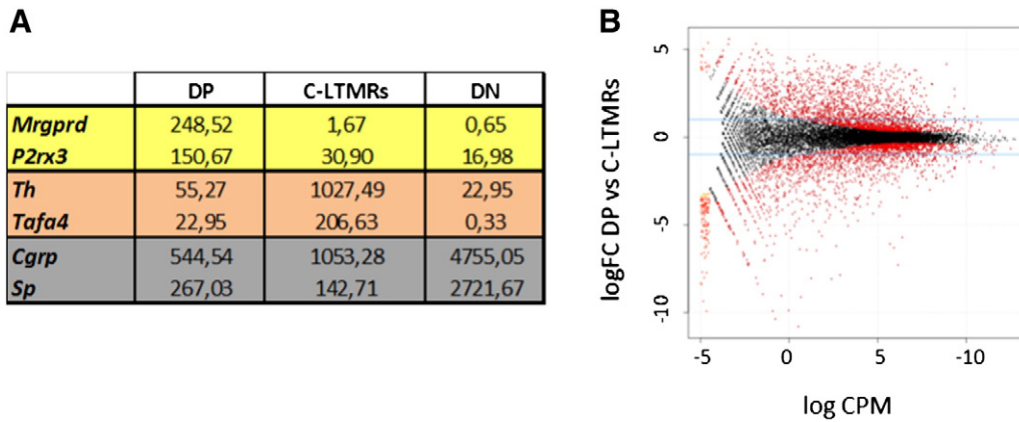 A
DP C-LTMRs DN
Mrgprd 248,52 1,67 0,65
P2rx3 150,67 30,90 16,98
Th 55,27 1027,49 22,95
Tafa4 22,95 206,63 0,33
Cgrp 544,54 1053,28 4755,05
Sp 267,03 142,71 2721,67
B
logFC DP vs C-LTMRs
5
0
-5
-10
-5 0 5 -10
log CPM